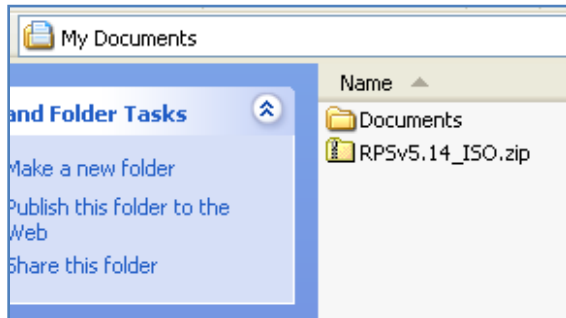 My Documents
and Folder Tasks
Make a new folder
Publish this folder to the
Web
Share this folder
Name
Documents
RPSv5.14_ISO.zip